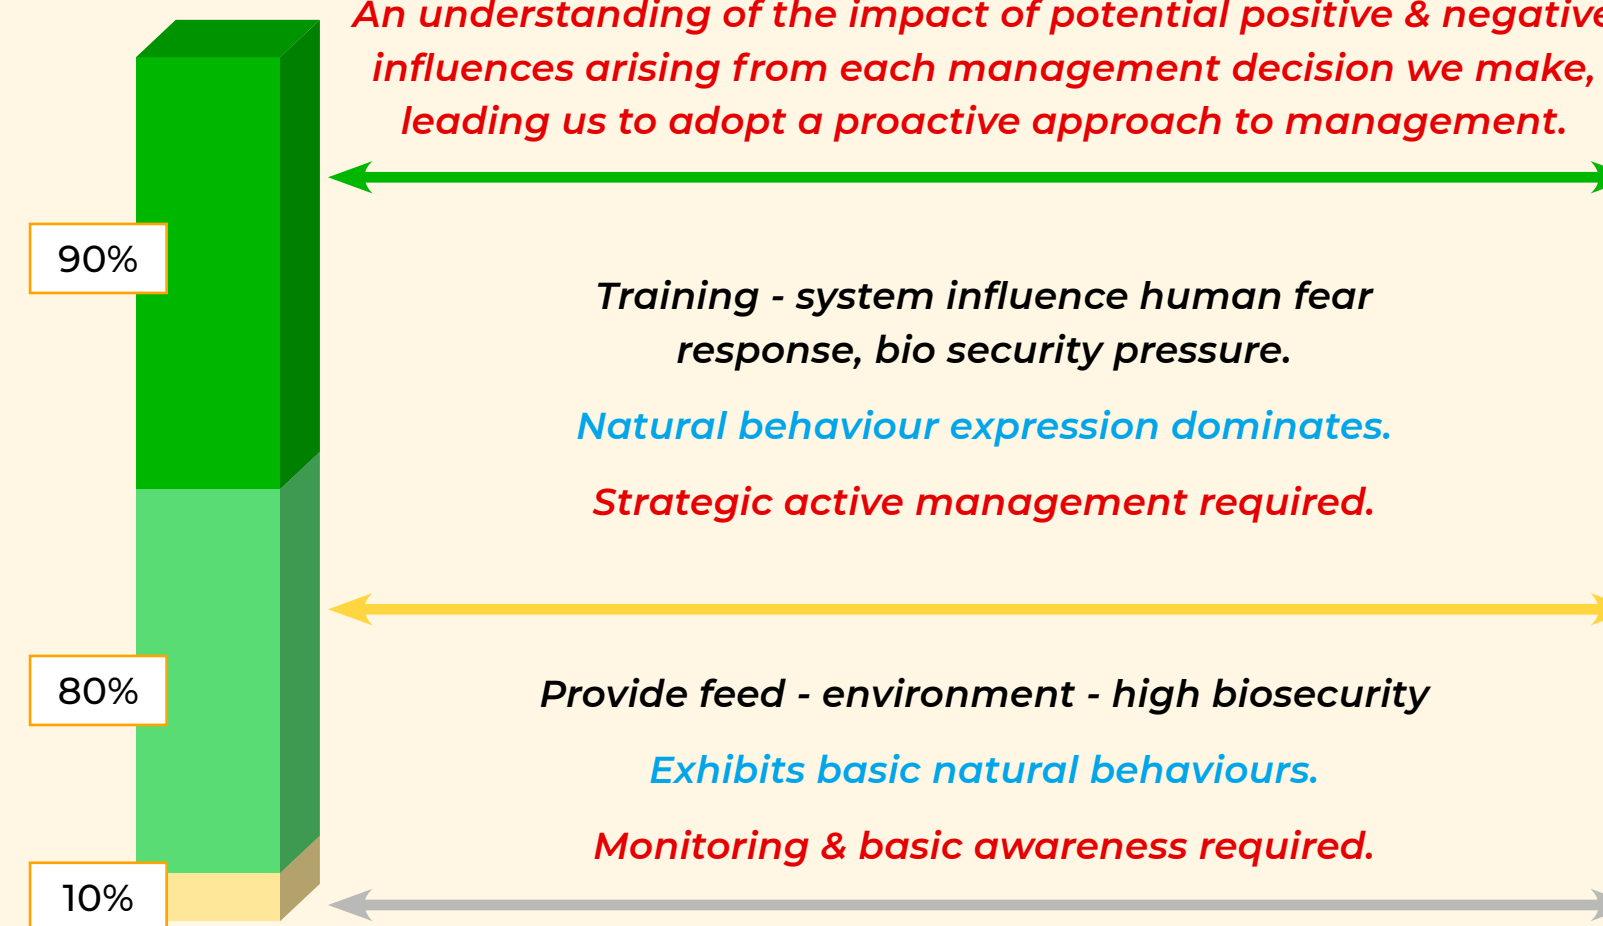 An understanding of the impact of potential positive & negative
influences arising from each management decision we make,
leading us to adopt a proactive approach to management.
90%
Training - system influence human fear
response, bio security pressure.
Natural behaviour expression dominates.
Strategic active management required.
80%
Provide feed - environment - high biosecurity
Exhibits basic natural behaviours.
Monitoring & basic awareness required.
10%